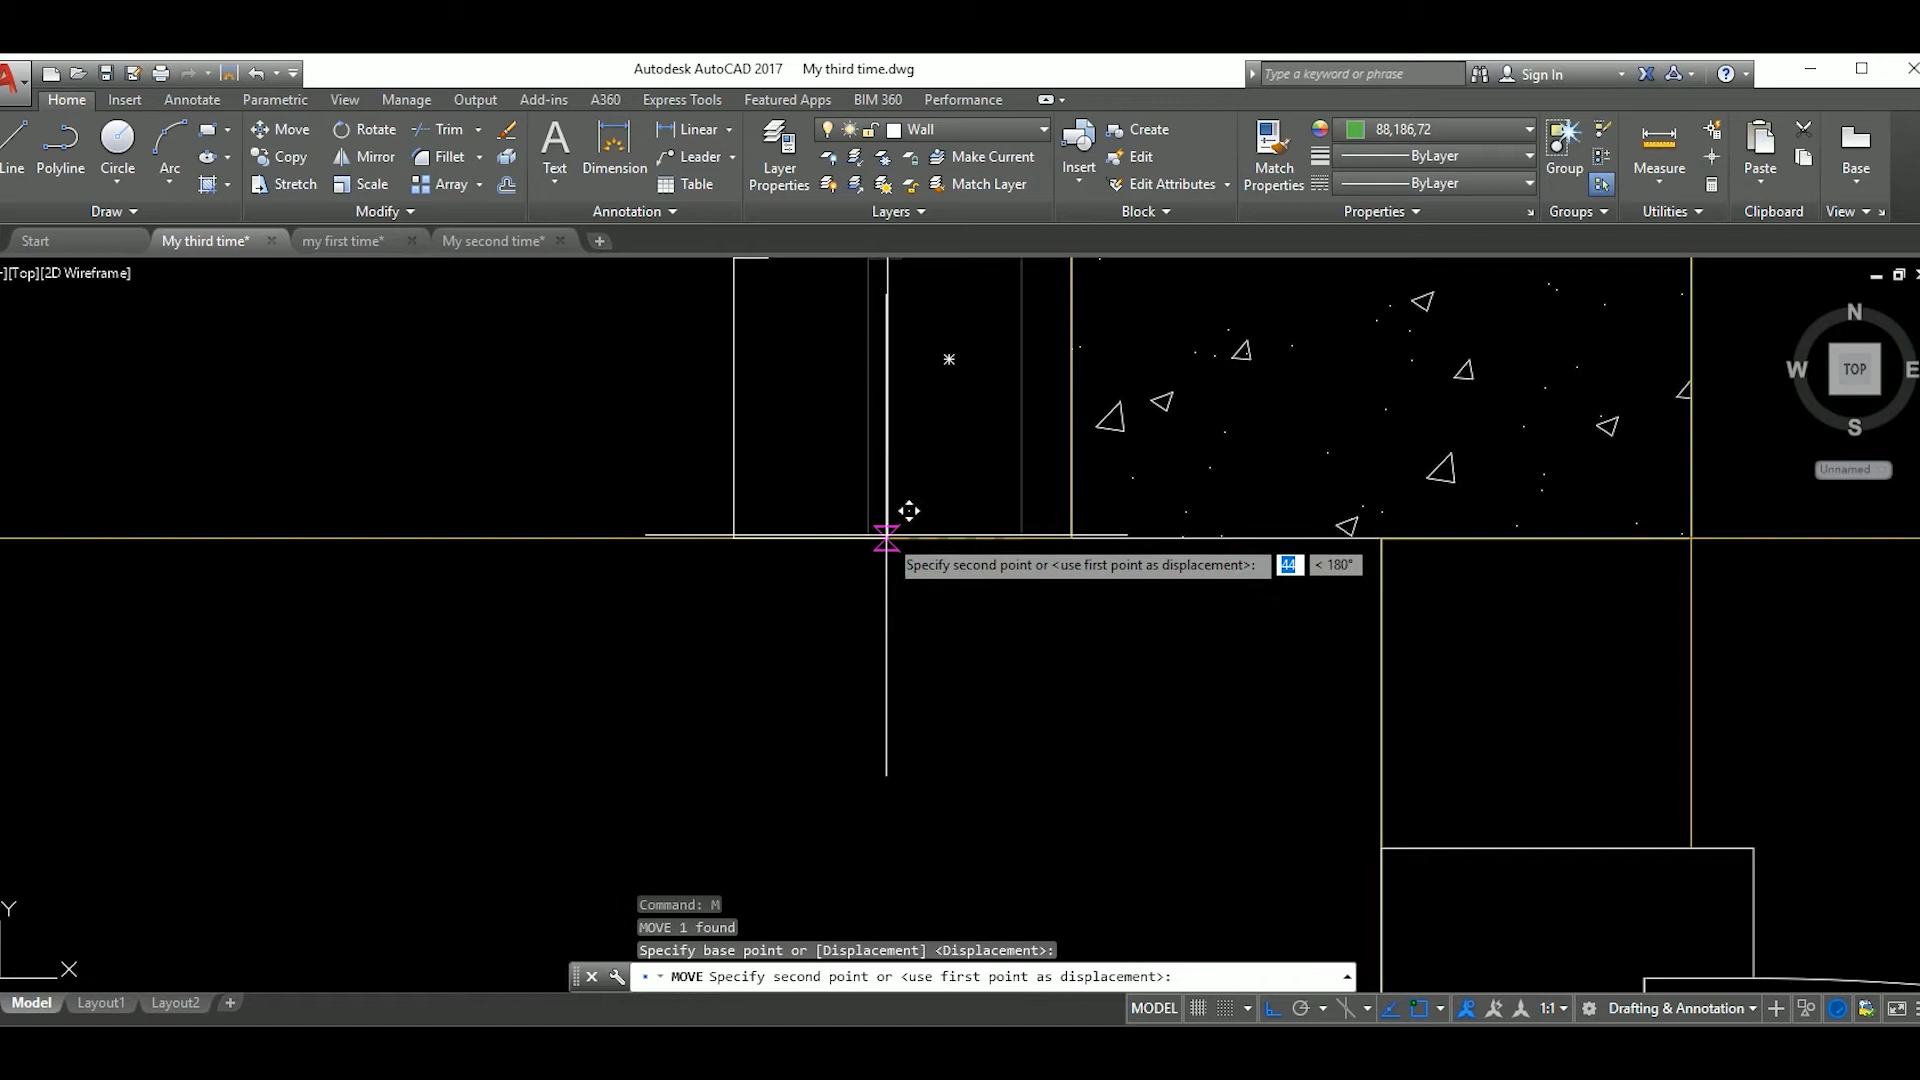 Autodesk AutoCAD 2017 My third time.dwg
Type a keyword or phrase
Sign In
Home Insert Annotate Parametric View Manage Output Add-ins A360 Express Tools Featured Apps BIM 360 Performance
Line Polyline Circle Arc
Move Rotate Trim
Copy Mirror Fillet
Stretch Scale Array
Text Dimension
Linear
Leader
Table
Layer Properties
Wall
Make Current
Match Layer
Insert
Create
Edit
Edit Attributes
Match Properties
88,186,72
ByLayer
ByLayer
Group
Measure
Paste
Base
Draw Modify Annotation Layers Block Properties Groups Utilities Clipboard View
Start My third time* my first time* My second time*
][Top][2D Wireframe]
N
W TOP E
S
Unnamed
Specify second point or <use first point as displacement>: 44 < 180°
Y
X
Command: M
MOVE 1 found
Specify base point or [Displacement] <Displacement>:
MOVE Specify second point or <use first point as displacement>:
Model Layout1 Layout2
MODEL 1:1 Drafting & Annotation